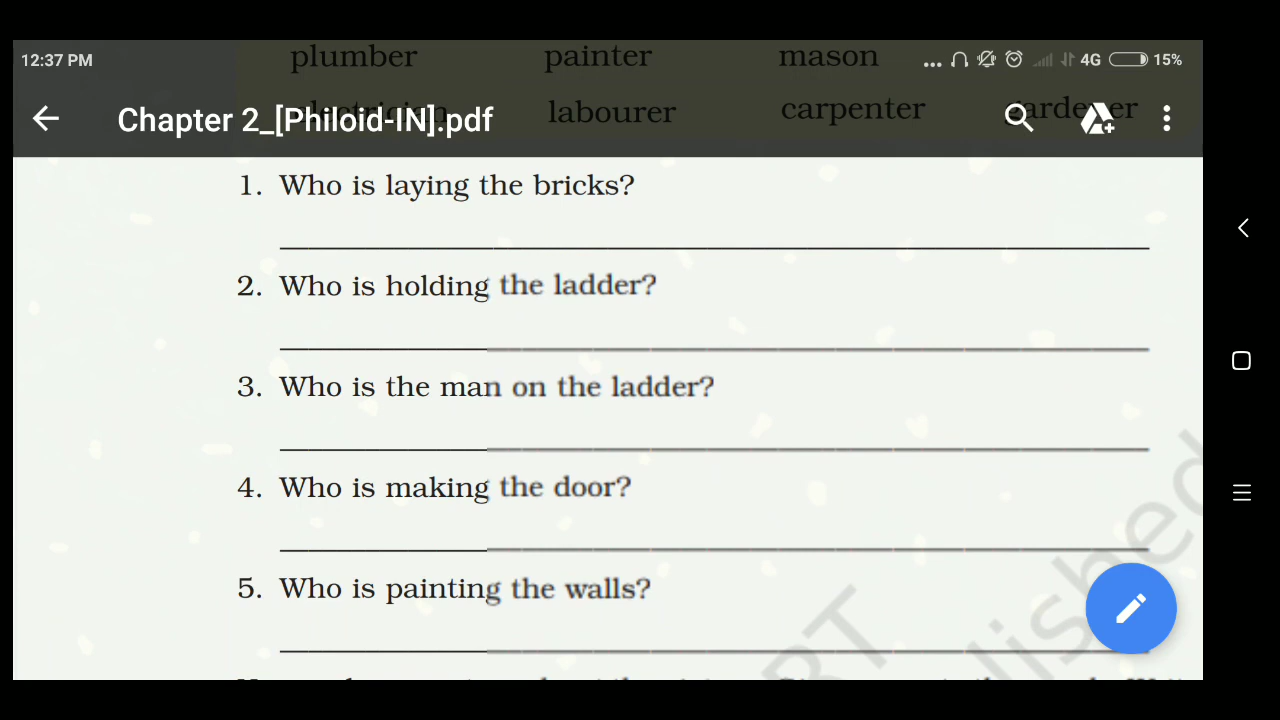 plumber painter mason
12:37 PM ... 4G 15%
electrician labourer carpenter gardener
Chapter 2_[Philoid-IN].pdf
1. Who is laying the bricks?
2. Who is holding the ladder?
3. Who is the man on the ladder?
4. Who is making the door?
5. Who is painting the walls?